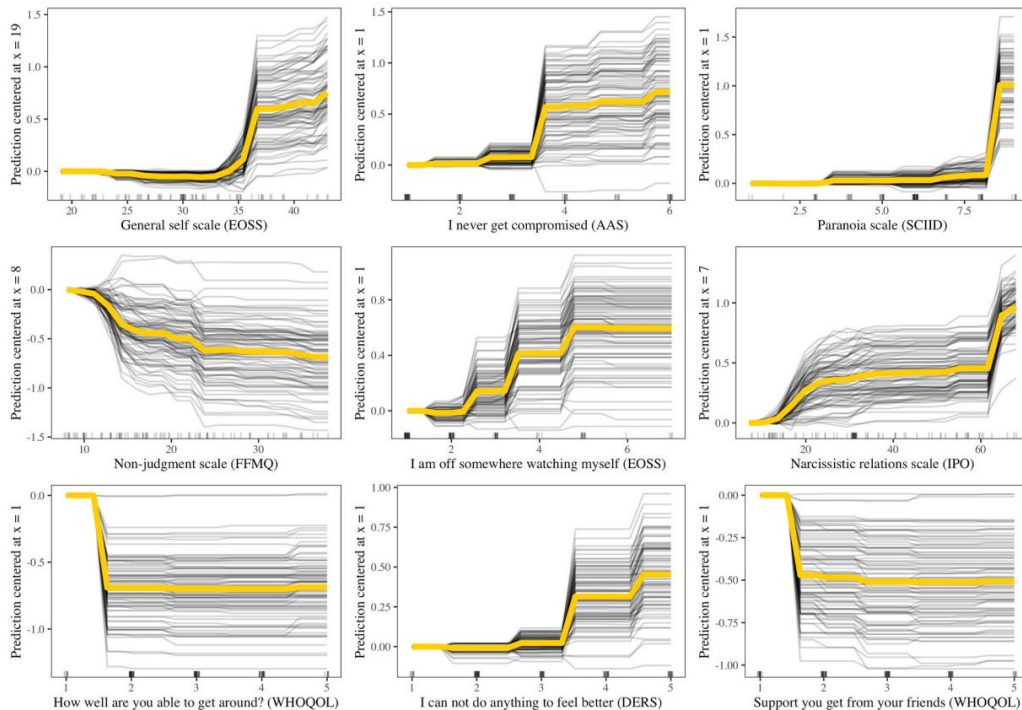 Prediction centered at x = 19
1.5
1.0
0.5
0.0
20 25 30 35 40
General self scale (EOSS)
Prediction centered at x = 1
1.5
1.0
0.5
0.0
2 4 6
I never get compromised (AAS)
Prediction centered at x = 1
1.5
1.0
0.5
0.0
2.5 5.0 7.5
Paranoia scale (SCIID)
Prediction centered at x = 8
0.0
-0.5
-1.0
-1.5
10 20 30
Non-judgment scale (FFMQ)
Prediction centered at x = 1
0.8
0.4
0.0
2 4 6
I am off somewhere watching myself (EOSS)
Prediction centered at x = 7
1.0
0.5
0.0
20 40 60
Narcissistic relations scale (IPO)
Prediction centered at x = 1
0.0
-0.5
-1.0
1 2 3 4 5
How well are you able to get around? (WHOQOL)
Prediction centered at x = 1
1.00
0.75
0.50
0.25
0.00
1 2 3 4 5
I can not do anything to feel better (DERS)
Prediction centered at x = 1
0.00
-0.25
-0.50
-0.75
-1.00
1 2 3 4 5
Support you get from your friends (WHOQOL)